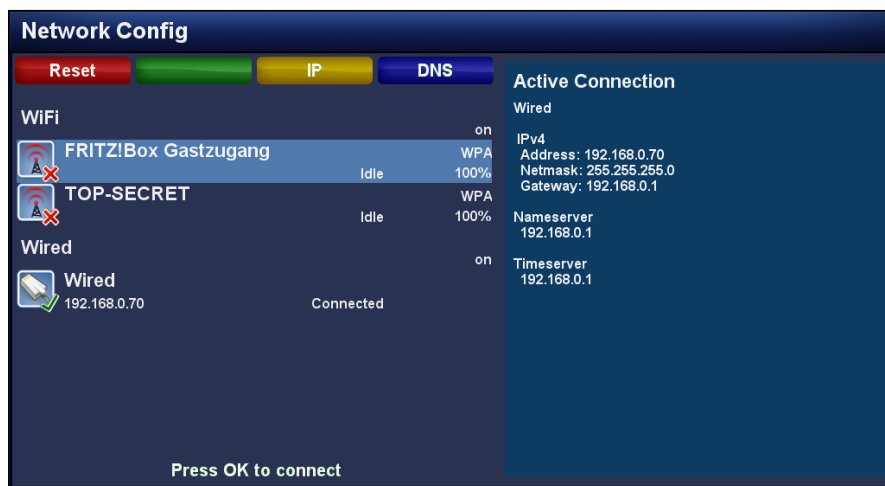 Network Config
Reset IP DNS
WiFi
on
FRITZ!Box Gastzugang WPA
Idle 100%
TOP-SECRET WPA
Idle 100%
Wired
on
Wired
192.168.0.70 Connected
Press OK to connect
Active Connection
Wired
IPv4
Address: 192.168.0.70
Netmask: 255.255.255.0
Gateway: 192.168.0.1
Nameserver
192.168.0.1
Timeserver
192.168.0.1